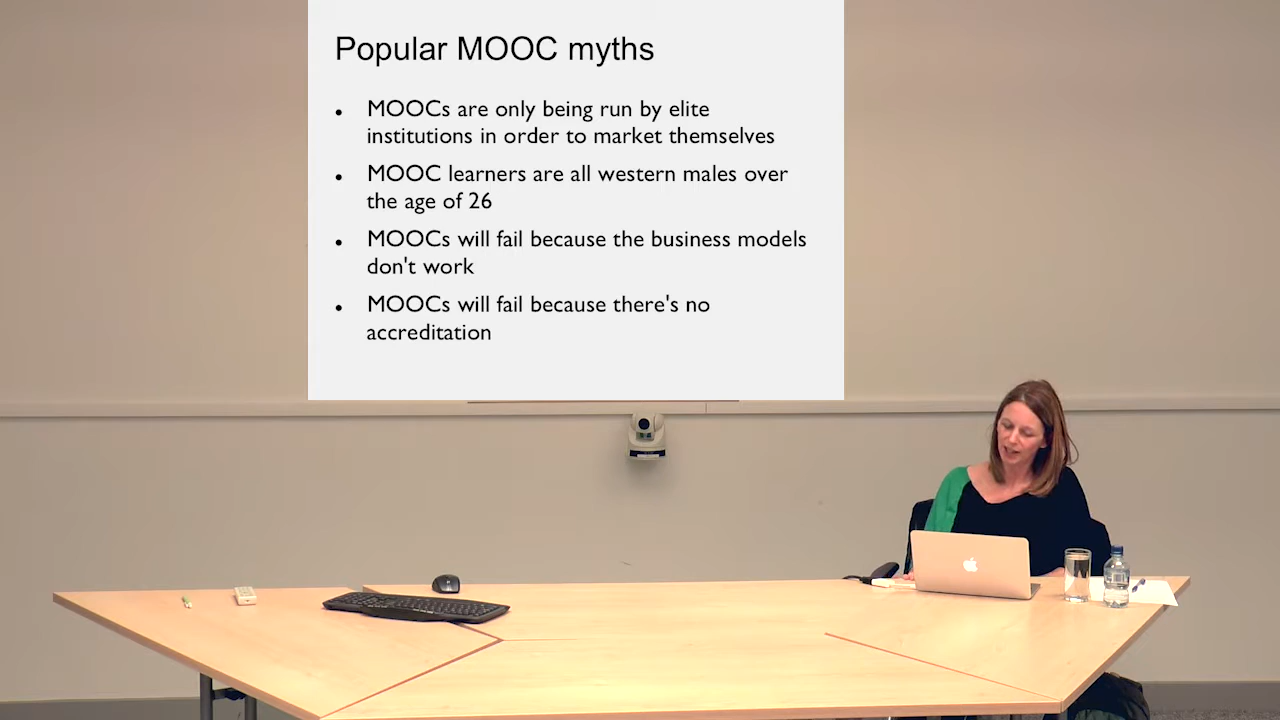 Popular MOOC myths
• MOOCs are only being run by elite
institutions in order to market themselves
• MOOC learners are all western males over
the age of 26
• MOOCs will fail because the business models
don't work
• MOOCs will fail because there's no
accreditation